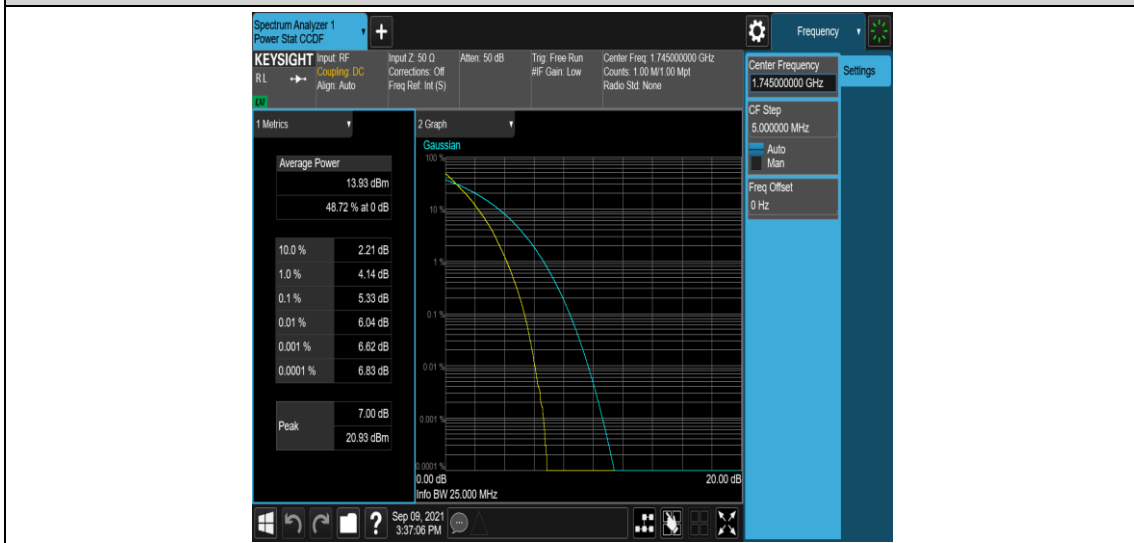 Spectrum Analyzer 1
Power Stat CCDF
+
Frequency
KEYSIGHT
RL
LXI
Input: RF
Coupling: DC
Align: Auto
Input Z: 50 Ω
Corrections: Off
Freq Ref: Int (S)
Atten: 50 dB
Trig: Free Run
#IF Gain: Low
Center Freq: 1.745000000 GHz
Counts: 1.00 M/1.00 Mpt
Radio Std: None
Center Frequency
1.745000000 GHz
Settings
CF Step
5.000000 MHz
Auto
Man
Freq Offset
0 Hz
1 Metrics
Average Power
13.93 dBm
48.72 % at 0 dB
10.0 % 2.21 dB
1.0 % 4.14 dB
0.1 % 5.33 dB
0.01 % 6.04 dB
0.001 % 6.62 dB
0.0001 % 6.83 dB
Peak 7.00 dB
20.93 dBm
2 Graph
Gaussian
100 %
10 %
1 %
0.1 %
0.01 %
0.001 %
0.0001 %
0.00 dB 20.00 dB
Info BW 25.000 MHz
?
Sep 09, 2021
3:37:06 PM